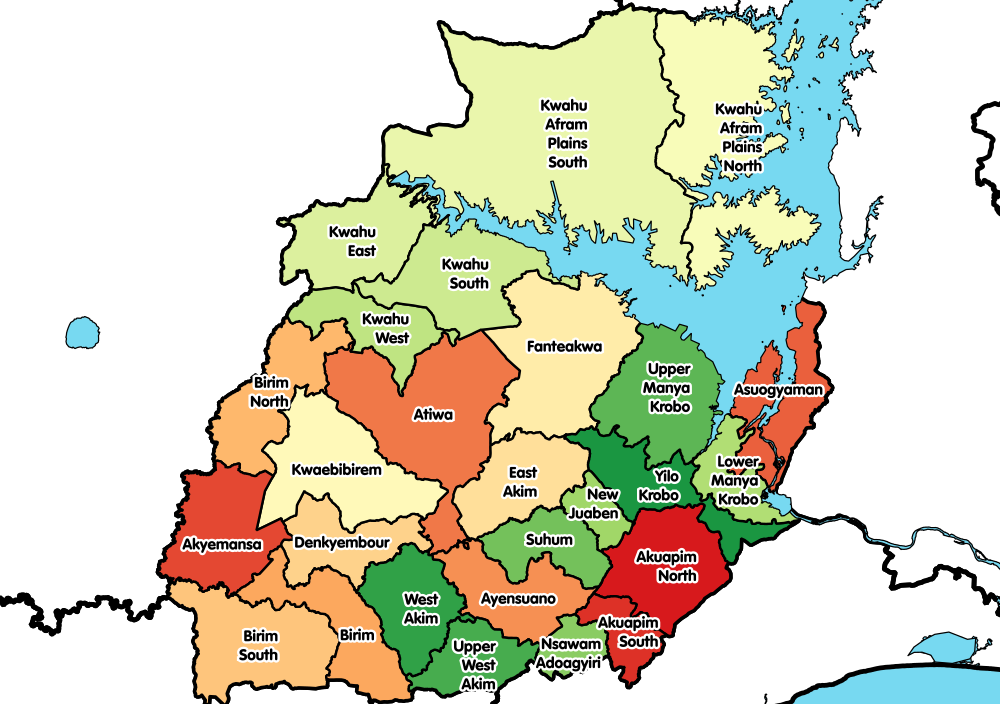 Kwahu
Afram
Plains
South
Kwahu
Afram
Plains
North
Kwahu
East
Kwahu
South
Kwahu
West
Fanteakwa
Upper
Manya
Krobo
Asuogyaman
Birim
North
Atiwa
Kwaebibirem
East
Akim
New
Juaben
Yilo
Krobo
Lower
Manya
Krobo
Akyemansa
Denkyembour
Suhum
Akuapim
North
West
Akim
Ayensuano
Akuapim
South
Birim
South
Birim
Upper
West
Akim
Nsawam
Adoagyiri